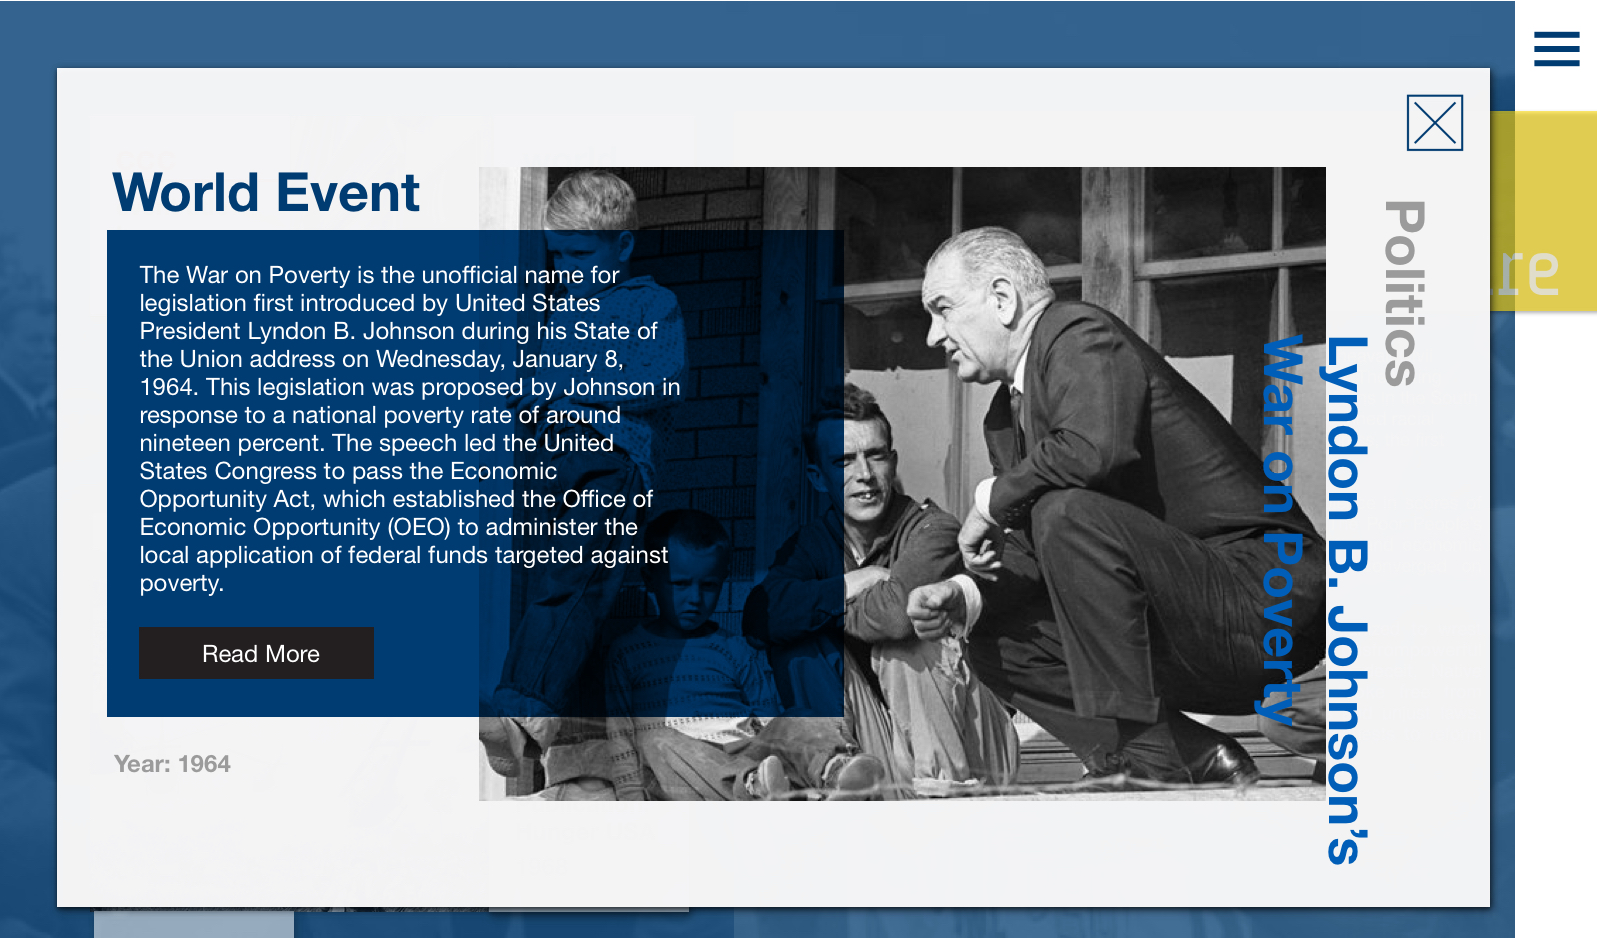 World Event
The War on Poverty is the unofficial name for
legislation first introduced by United States
President Lyndon B. Johnson during his State of
the Union address on Wednesday, January 8,
1964. This legislation was proposed by Johnson in
response to a national poverty rate of around
nineteen percent. The speech led the United
States Congress to pass the Economic
Opportunity Act, which established the Office of
Economic Opportunity (OEO) to administer the
local application of federal funds targeted against
poverty.
Read More
Year: 1964
Politics
Lyndon B. Johnson’s
War on Poverty